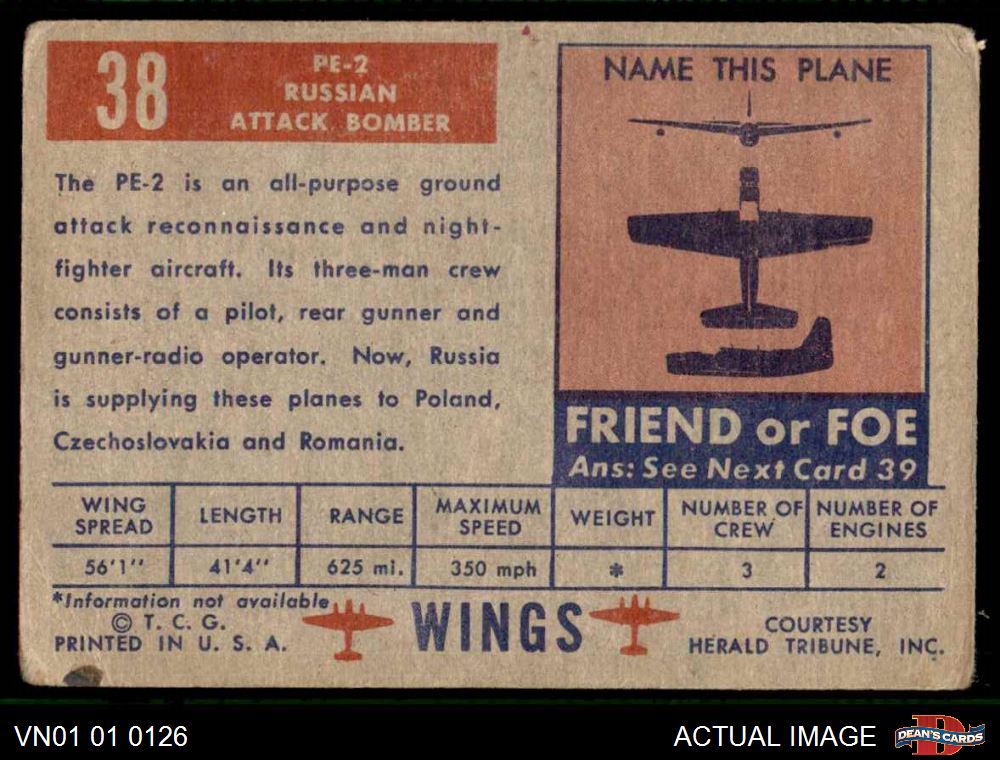 38
PE-2
RUSSIAN
ATTACK BOMBER
The PE-2 is an all-purpose ground
attack reconnaissance and night-
fighter aircraft. Its three-man crew
consists of a pilot, rear gunner and
gunner-radio operator. Now, Russia
is supplying these planes to Poland,
Czechoslovakia and Romania.
NAME THIS PLANE
FRIEND or FOE
Ans: See Next Card 39
WING SPREAD LENGTH RANGE MAXIMUM SPEED WEIGHT NUMBER OF CREW NUMBER OF ENGINES
56'1'' 41'4'' 625 mi. 350 mph * 3 2
*Information not available
© T. C. G.
PRINTED IN U. S. A.
WINGS
COURTESY
HERALD TRIBUNE, INC.
VN01 01 0126
ACTUAL IMAGE
D
DEAN'S CARDS